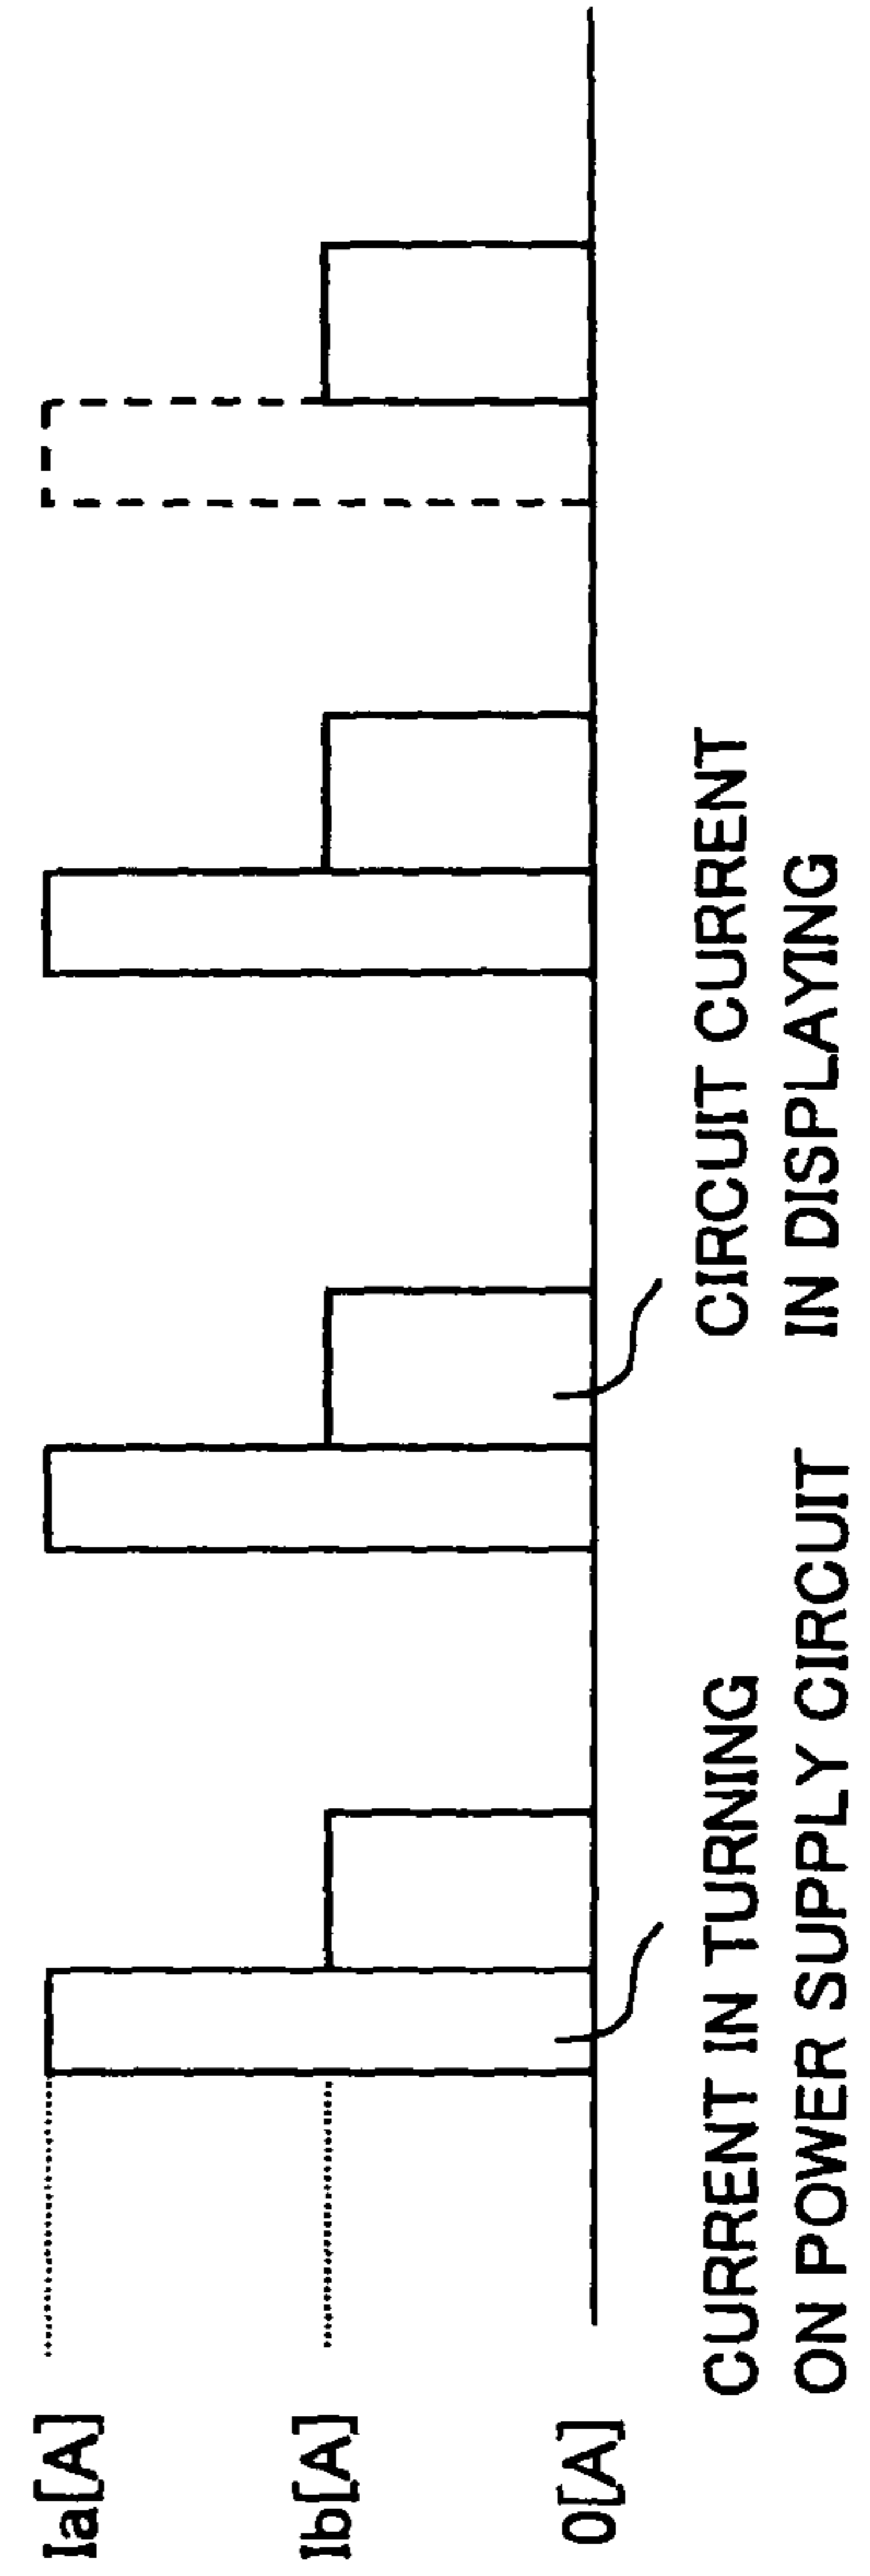 Ia[A]
Ib[A]
0[A]
CURRENT IN TURNING
ON POWER SUPPLY CIRCUIT
CIRCUIT CURRENT
IN DISPLAYING